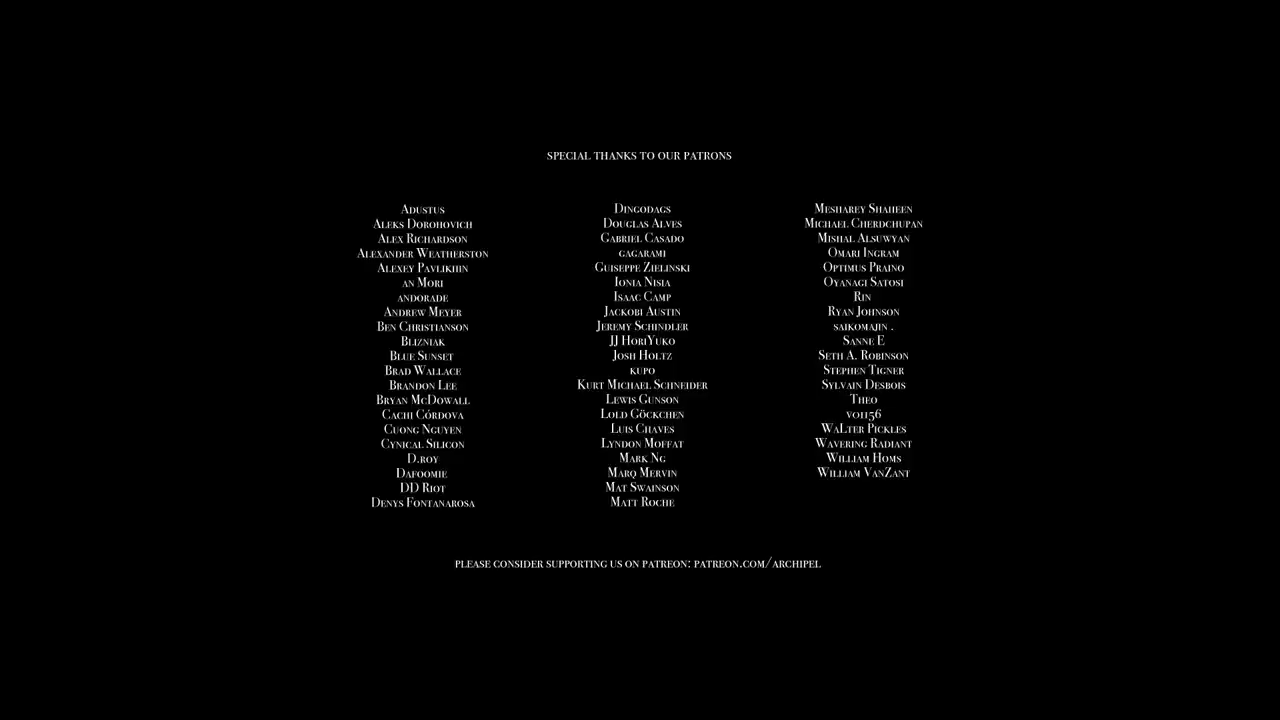 SPECIAL THANKS TO OUR PATRONS
Adustus
Aleks Dorohovich
Alex Richardson
Alexander Weatherston
Alexey Pavlikhin
an Mori
andorade
Andrew Meyer
Ben Christianson
Blizniak
Blue Sunset
Brad Wallace
Brandon Lee
Bryan McDowall
Cachi Córdova
Cuong Nguyen
Cynical Silicon
D.roy
Dafoomie
DD Riot
Denys Fontanarosa
Dingodags
Douglas Alves
Gabriel Casado
gagarami
Guiseppe Zielinski
Ionia Nisia
Isaac Camp
Jackobi Austin
Jeremy Schindler
JJ HoriYuko
Josh Holtz
kupo
Kurt Michael Schneider
Lewis Gunson
Lold Göckchen
Luis Chaves
Lyndon Moffat
Mark Ng
Marq Mervin
Mat Swainson
Matt Roche
Mesharey Shaheen
Michael Cherdchupan
Mishal Alsuwyan
Omari Ingram
Optimus Praino
Oyanagi Satosi
Rin
Ryan Johnson
saikomajin .
Sanne E
Seth A. Robinson
Stephen Tigner
Sylvain Desbois
Theo
vo1156
WaLter Pickles
Wavering Radiant
William Homs
William VanZant
PLEASE CONSIDER SUPPORTING US ON PATREON: PATREON.COM/ARCHIPEL